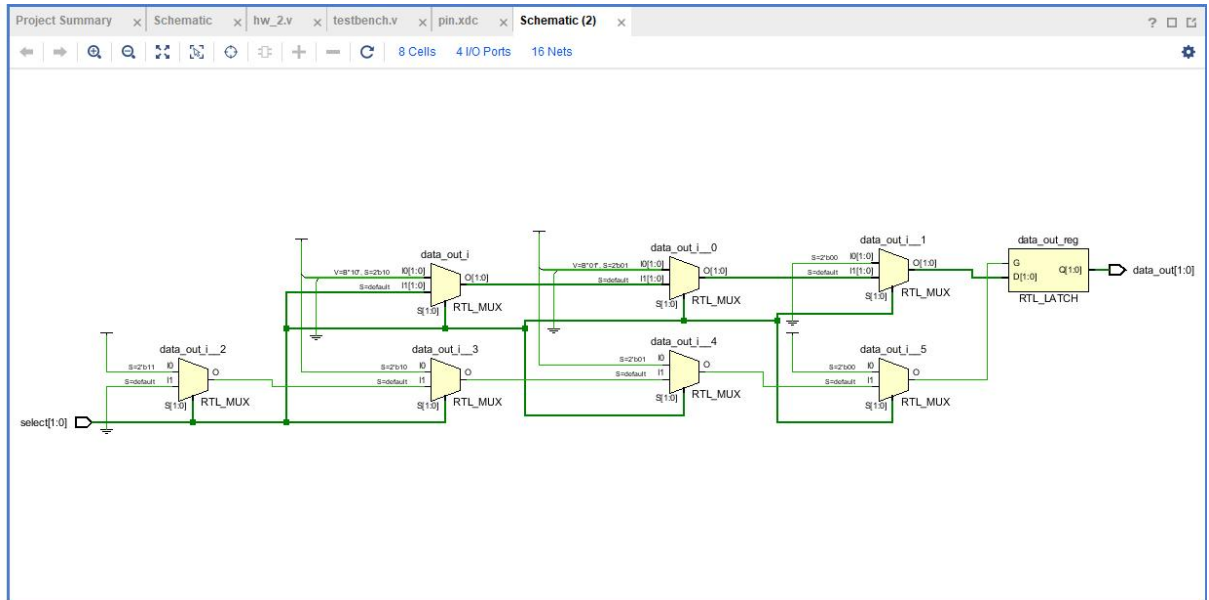 Project Summary × Schematic × hw_2.v × testbench.v × pin.xdc × Schematic (2) ×
?
8 Cells 4 I/O Ports 16 Nets
data_out_i
V=B"10", S=2'b10 I0[1:0]
S=default I1[1:0]
O[1:0]
S[1:0] RTL_MUX
data_out_i__0
V=B"01", S=2'b01 I0[1:0]
S=default I1[1:0]
O[1:0]
S[1:0] RTL_MUX
data_out_i__1
S=2'b00 I0[1:0]
S=default I1[1:0]
O[1:0]
S[1:0] RTL_MUX
data_out_reg
G
D[1:0] Q[1:0]
RTL_LATCH
data_out[1:0]
data_out_i__2
S=2'b11 I0
S=default I1
O
S[1:0] RTL_MUX
data_out_i__3
S=2'b10 I0
S=default I1
O
S[1:0] RTL_MUX
data_out_i__4
S=2'b01 I0
S=default I1
O
S[1:0] RTL_MUX
data_out_i__5
S=2'b00 I0
S=default I1
O
S[1:0] RTL_MUX
select[1:0]